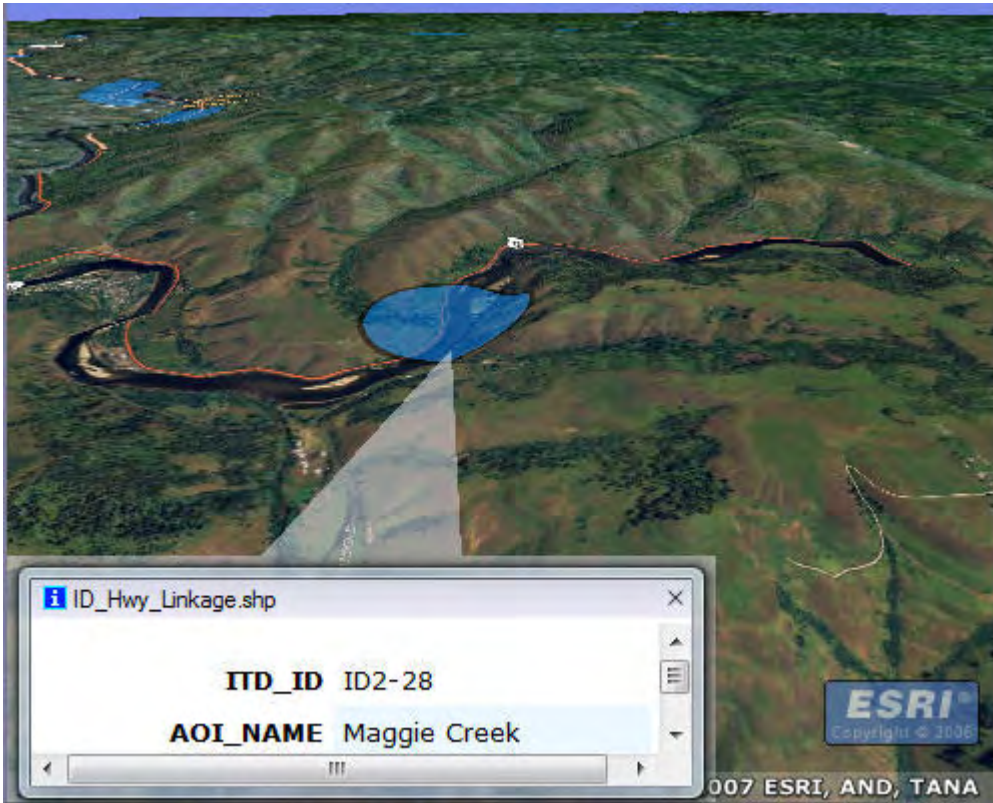 ID_Hwy_Linkage.shp
ITD_ID ID2-28
AOI_NAME Maggie Creek
ESRI®
Copyright © 2006
007 ESRI, AND, TANA